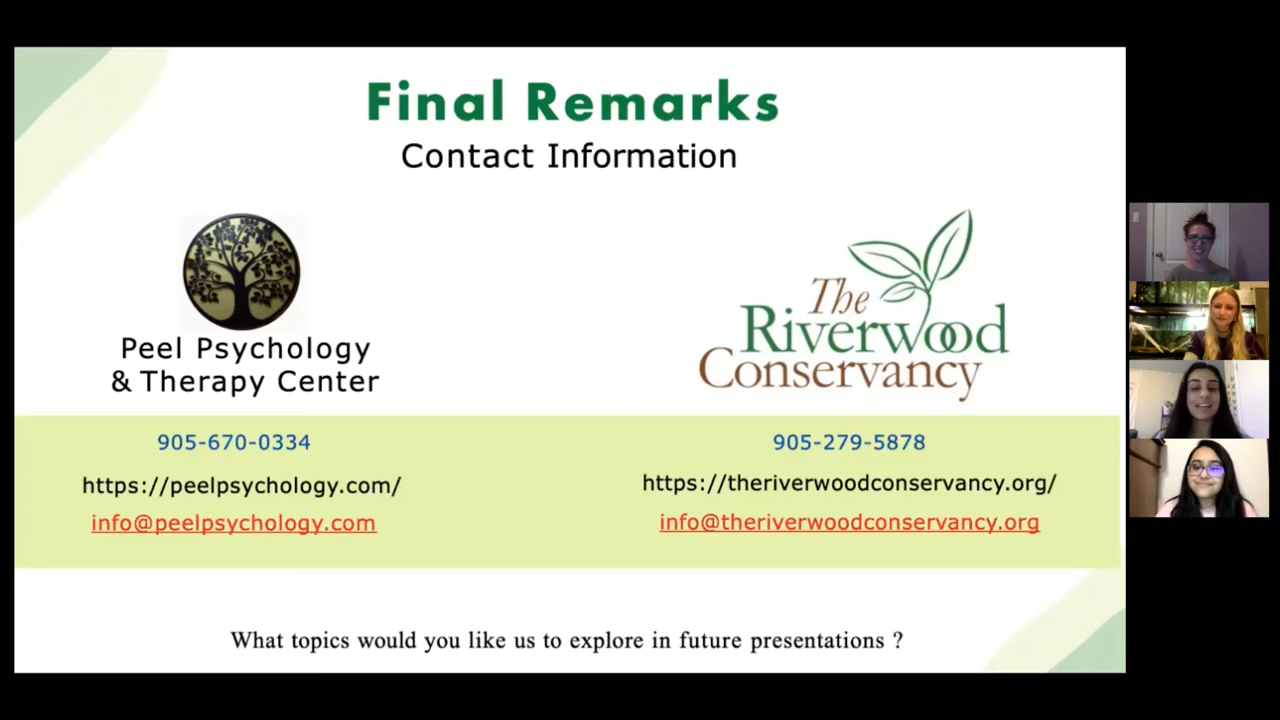 Final Remarks
Contact Information
Peel Psychology
& Therapy Center
905-670-0334
https://peelpsychology.com/
info@peelpsychology.com
The
Riverwood
Conservancy
905-279-5878
https://theriverwoodconservancy.org/
info@theriverwoodconservancy.org
What topics would you like us to explore in future presentations ?